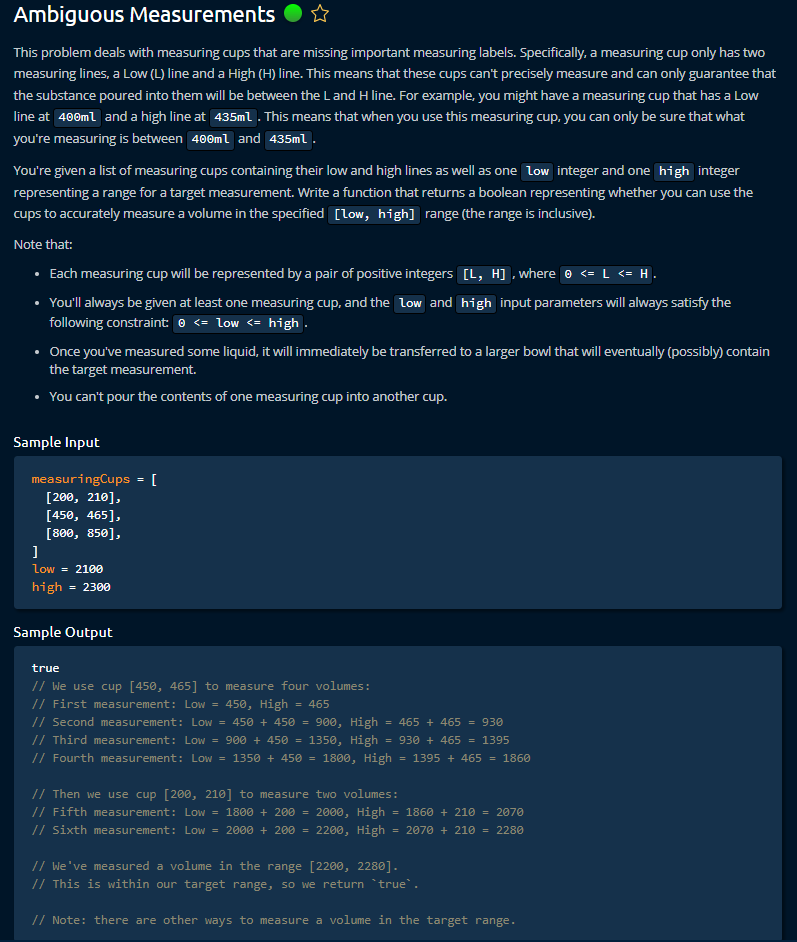 Ambiguous Measurements
This problem deals with measuring cups that are missing important measuring labels. Specifically, a measuring cup only has two
measuring lines, a Low (L) line and a High (H) line. This means that these cups can't precisely measure and can only guarantee that
the substance poured into them will be between the L and H line. For example, you might have a measuring cup that has a Low
line at 400ml and a high line at 435ml. This means that when you use this measuring cup, you can only be sure that what
you're measuring is between 400ml and 435ml.
You're given a list of measuring cups containing their low and high lines as well as one low integer and one high integer
representing a range for a target measurement. Write a function that returns a boolean representing whether you can use the
cups to accurately measure a volume in the specified [low, high] range (the range is inclusive).
Note that:
• Each measuring cup will be represented by a pair of positive integers [L, H], where 0 <= L <= H.
• You'll always be given at least one measuring cup, and the low and high input parameters will always satisfy the
following constraint: 0 <= low <= high.
• Once you've measured some liquid, it will immediately be transferred to a larger bowl that will eventually (possibly) contain
the target measurement.
• You can't pour the contents of one measuring cup into another cup.
Sample Input
measuringCups = [
[200, 210],
[450, 465],
[800, 850],
]
low = 2100
high = 2300
Sample Output
true
// We use cup [450, 465] to measure four volumes:
// First measurement: Low = 450, High = 465
// Second measurement: Low = 450 + 450 = 900, High = 465 + 465 = 930
// Third measurement: Low = 900 + 450 = 1350, High = 930 + 465 = 1395
// Fourth measurement: Low = 1350 + 450 = 1800, High = 1395 + 465 = 1860
// Then we use cup [200, 210] to measure two volumes:
// Fifth measurement: Low = 1800 + 200 = 2000, High = 1860 + 210 = 2070
// Sixth measurement: Low = 2000 + 200 = 2200, High = 2070 + 210 = 2280
// We've measured a volume in the range [2200, 2280].
// This is within our target range, so we return `true`.
// Note: there are other ways to measure a volume in the target range.